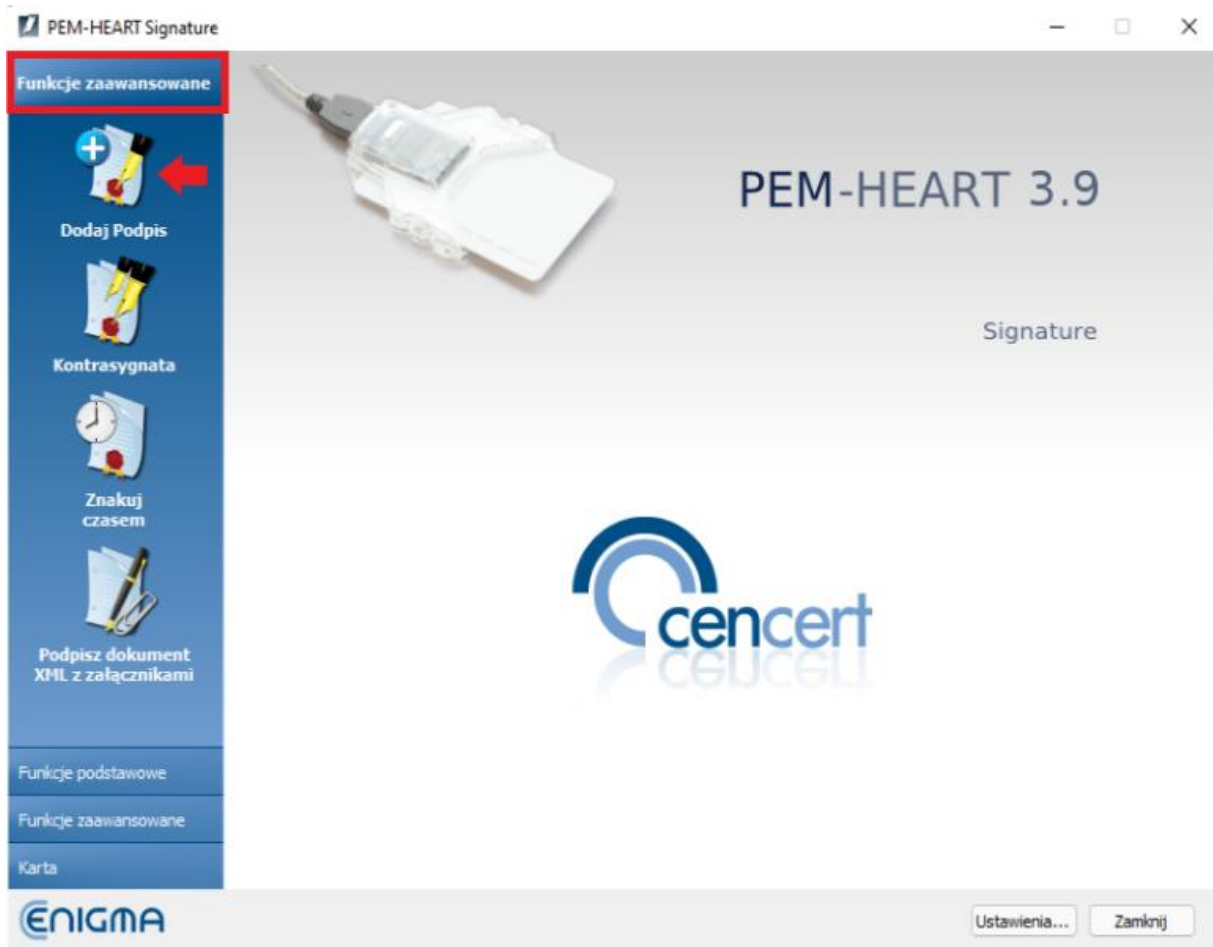 PEM-HEART Signature
Funkcje zaawansowane
Dodaj Podpis
Kontrasygnata
Znakuj
czasem
Podpisz dokument
XML z załącznikami
Funkcje podstawowe
Funkcje zaawansowane
Karta
PEM-HEART 3.9
Signature
cencert
ENIGMA
Ustawienia...
Zamknij